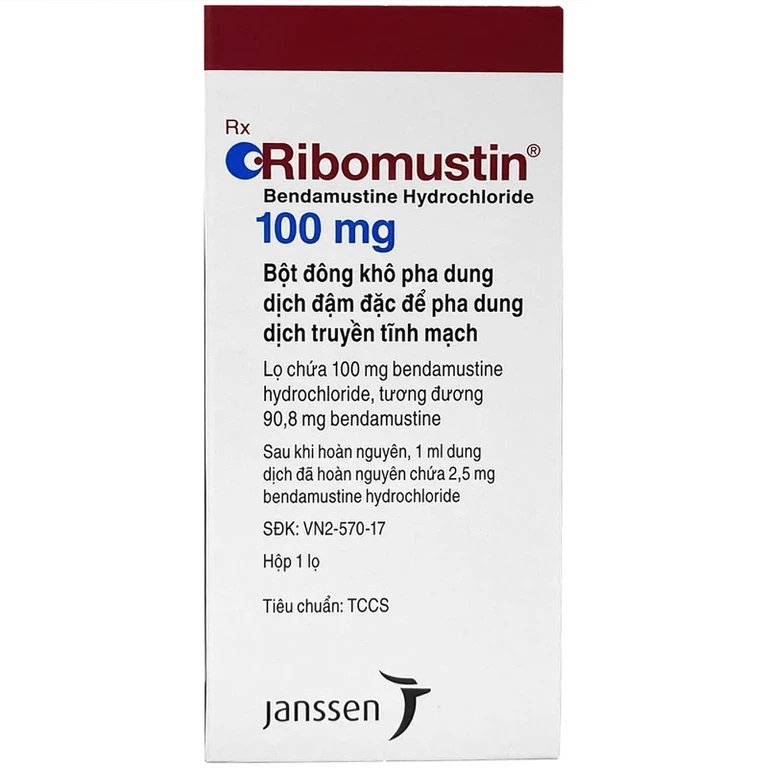 Rx
Ribomustin®
Bendamustine Hydrochloride
100 mg
Bột đông khô pha dung
dịch đậm đặc để pha dung
dịch truyền tĩnh mạch
Lọ chứa 100 mg bendamustine
hydrochloride, tương đương
90,8 mg bendamustine
Sau khi hoàn nguyên, 1 ml dung
dịch đã hoàn nguyên chứa 2,5 mg
bendamustine hydrochloride
SĐK: VN2-570-17
Hộp 1 lọ
Tiêu chuẩn: TCCS
janssen